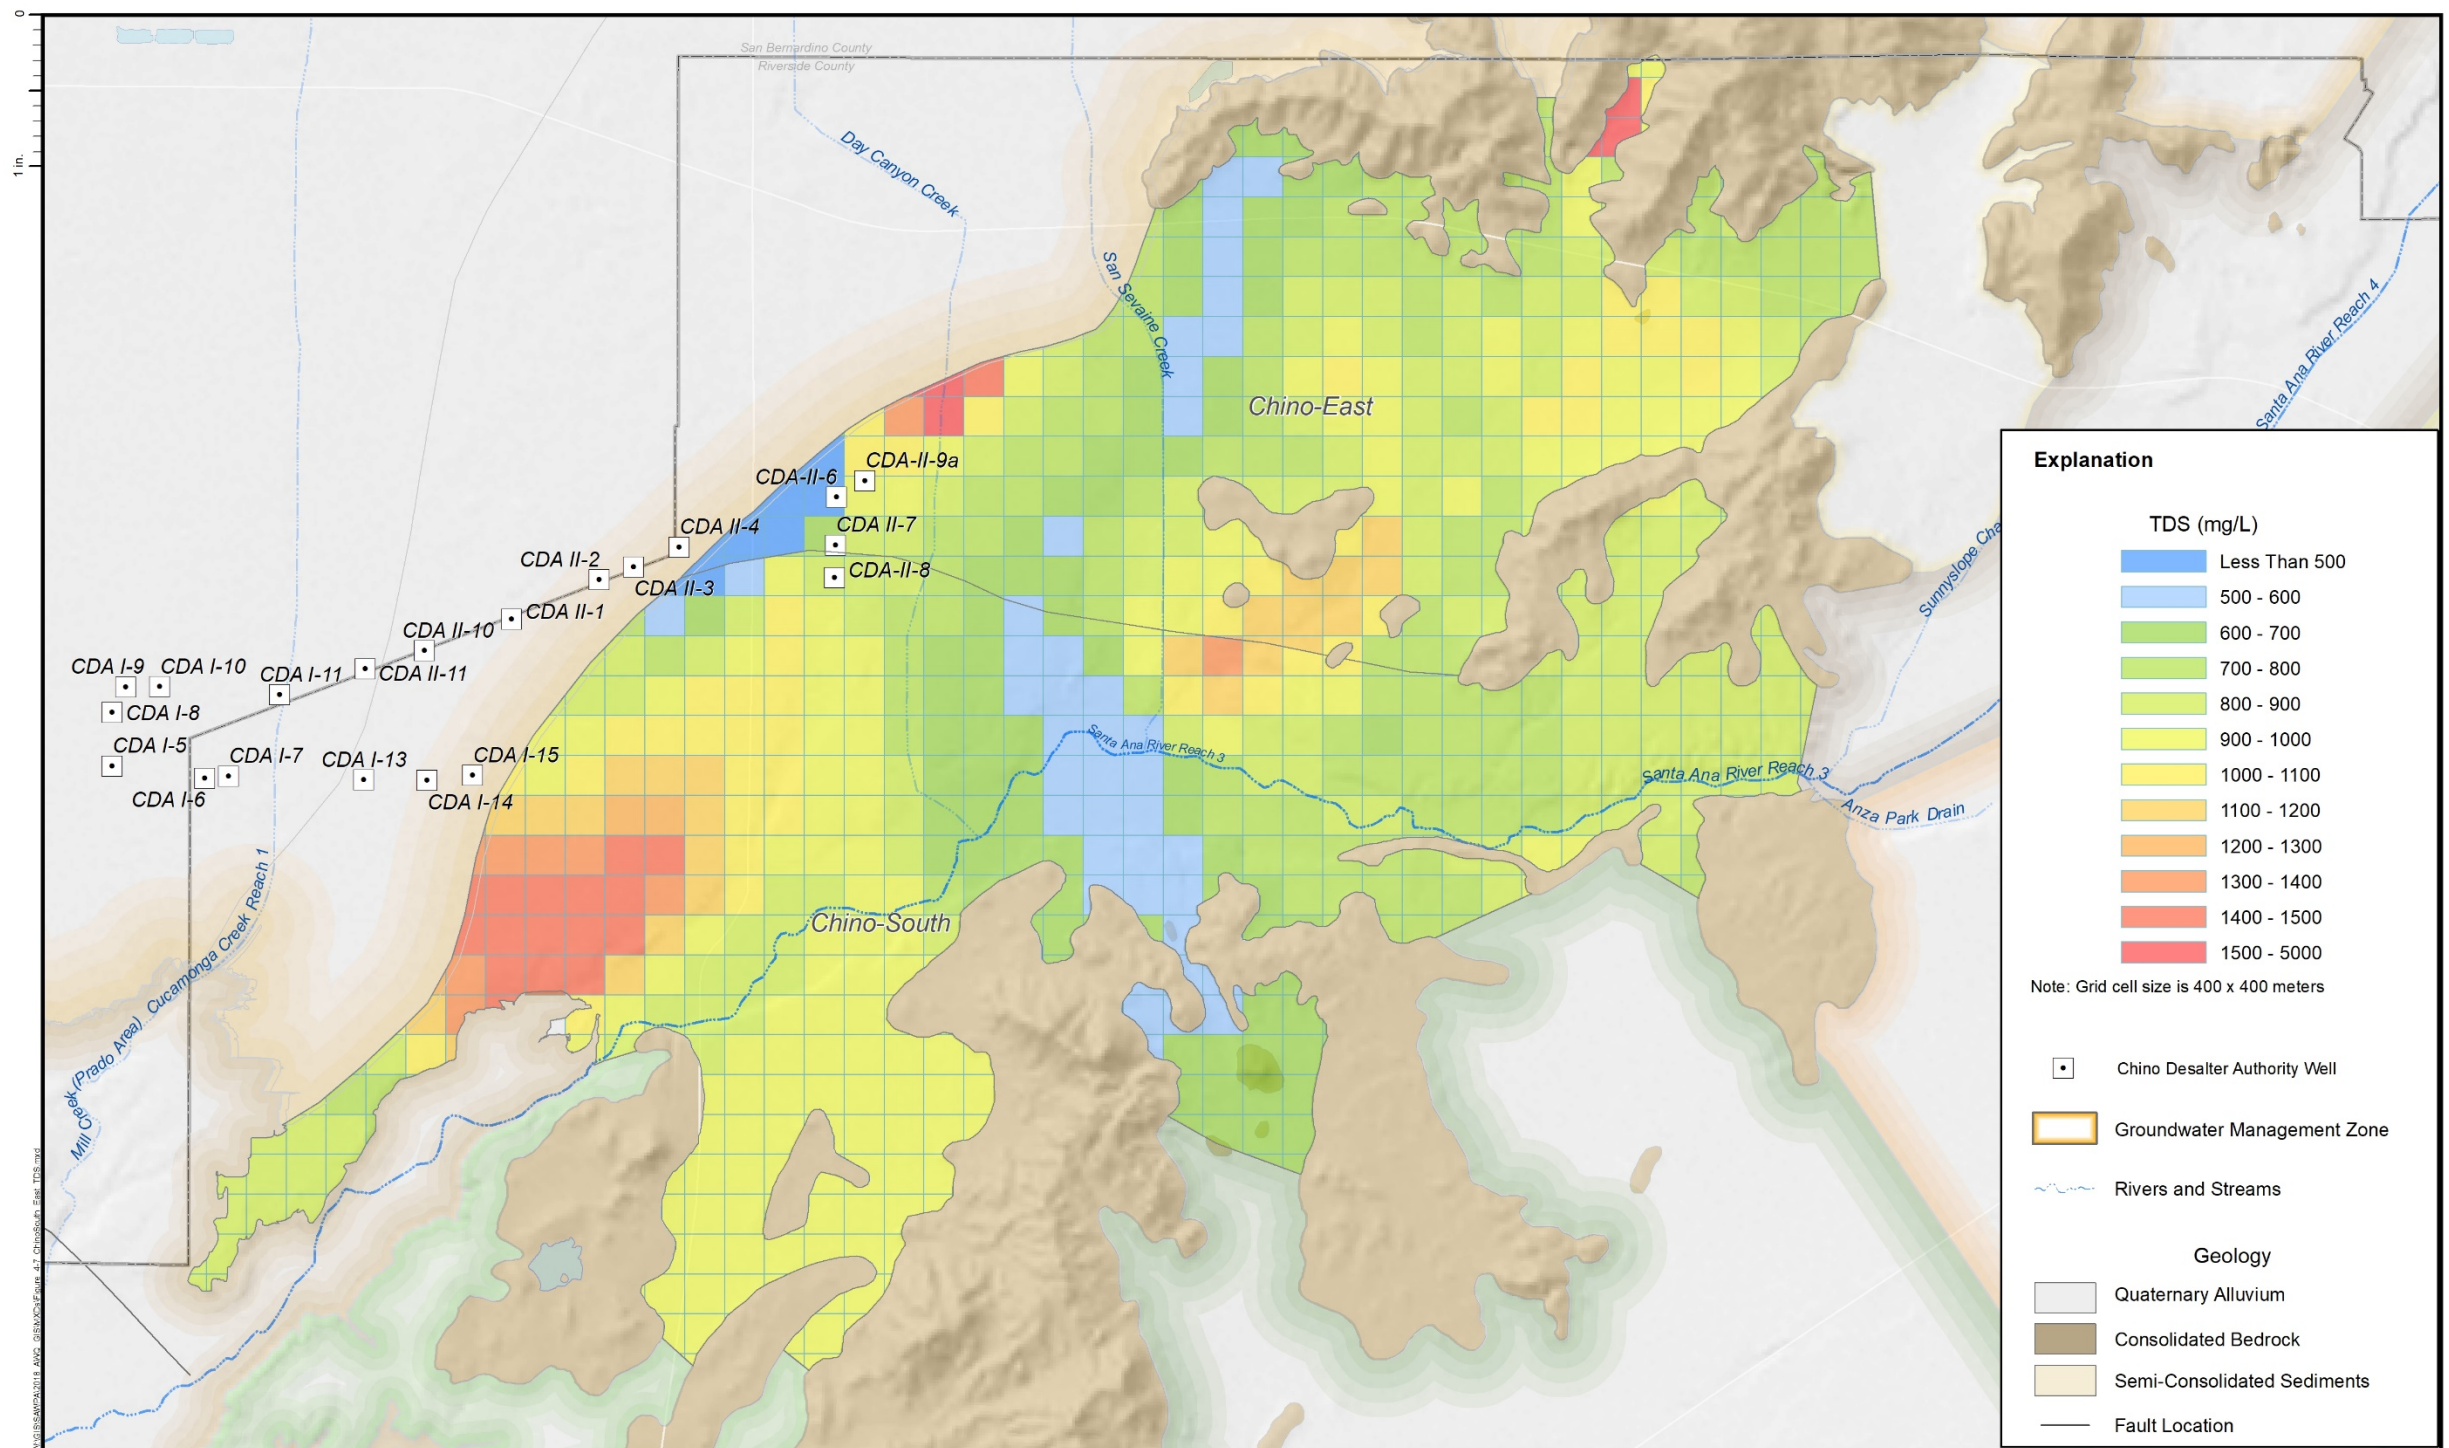 0
1 in.
San Bernardino County
Riverside County
Day Canyon Creek
San Sevaine Creek
Chino-East
Santa Ana River Reach 4
CDA-II-9a
CDA-II-6
CDA II-7
CDA II-4
CDA-II-8
CDA II-2
CDA II-3
CDA II-1
CDA II-10
CDA II-11
CDA I-9
CDA I-10
CDA I-11
CDA I-8
CDA I-5
CDA I-7
CDA I-6
CDA I-13
CDA I-15
CDA I-14
Santa Ana River Reach 3
Santa Ana River Reach 3
Anza Park Drain
Sunnyslope Cha
Chino-South
Mill Creek (Prado Area)
Cucamonga Creek Reach 1
Explanation
TDS (mg/L)
Less Than 500
500 - 600
600 - 700
700 - 800
800 - 900
900 - 1000
1000 - 1100
1100 - 1200
1200 - 1300
1300 - 1400
1400 - 1500
1500 - 5000
Note: Grid cell size is 400 x 400 meters
Chino Desalter Authority Well
Groundwater Management Zone
Rivers and Streams
Geology
Quaternary Alluvium
Consolidated Bedrock
Semi-Consolidated Sediments
Fault Location